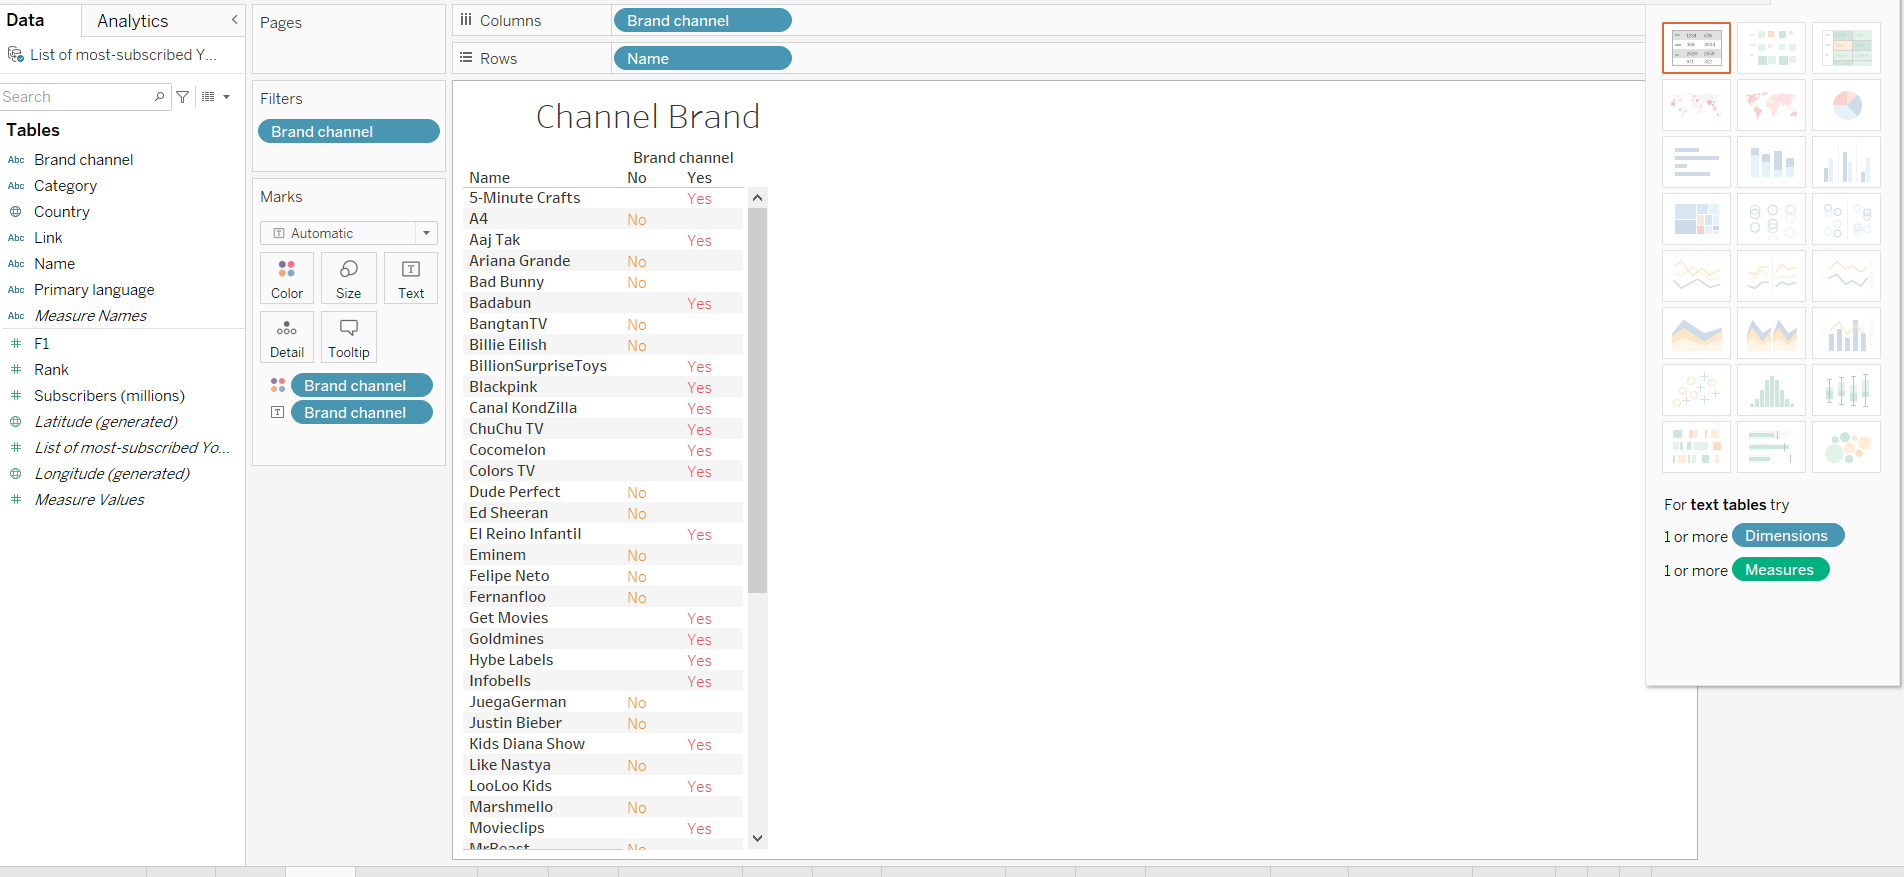 Data
Analytics
List of most-subscribed Y...
Search
Tables
Abc Brand channel
Abc Category
Country
Abc Link
Abc Name
Abc Primary language
Abc Measure Names
F1
Rank
Subscribers (millions)
Latitude (generated)
List of most-subscribed Yo...
Longitude (generated)
Measure Values
Pages
Filters
Brand channel
Marks
T Automatic
Color Size Text
Detail Tooltip
Brand channel
T Brand channel
Columns Brand channel
Rows Name
Channel Brand
Brand channel
Name No Yes
5-Minute Crafts Yes
A4 No
Aaj Tak Yes
Ariana Grande No
Bad Bunny No
Badabun Yes
BangtanTV No
Billie Eilish No
BillionSurpriseToys Yes
Blackpink Yes
Canal KondZilla Yes
ChuChu TV Yes
Cocomelon Yes
Colors TV Yes
Dude Perfect No
Ed Sheeran No
El Reino Infantil Yes
Eminem No
Felipe Neto No
Fernanfloo No
Get Movies Yes
Goldmines Yes
Hybe Labels Yes
Infobells Yes
JuegaGerman No
Justin Bieber No
Kids Diana Show Yes
Like Nastya No
LooLoo Kids Yes
Marshmello No
Movieclips Yes
MrBeast No
For text tables try
1 or more Dimensions
1 or more Measures